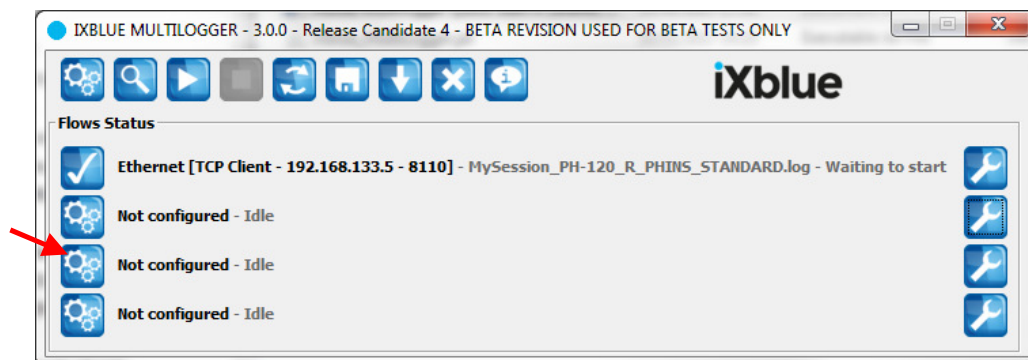 IXBLUE MULTILOGGER - 3.0.0 - Release Candidate 4 - BETA REVISION USED FOR BETA TESTS ONLY
iXblue
Flows Status
Ethernet [TCP Client - 192.168.133.5 - 8110] - MySession_PH-120_R_PHINS_STANDARD.log - Waiting to start
Not configured - Idle
Not configured - Idle
Not configured - Idle